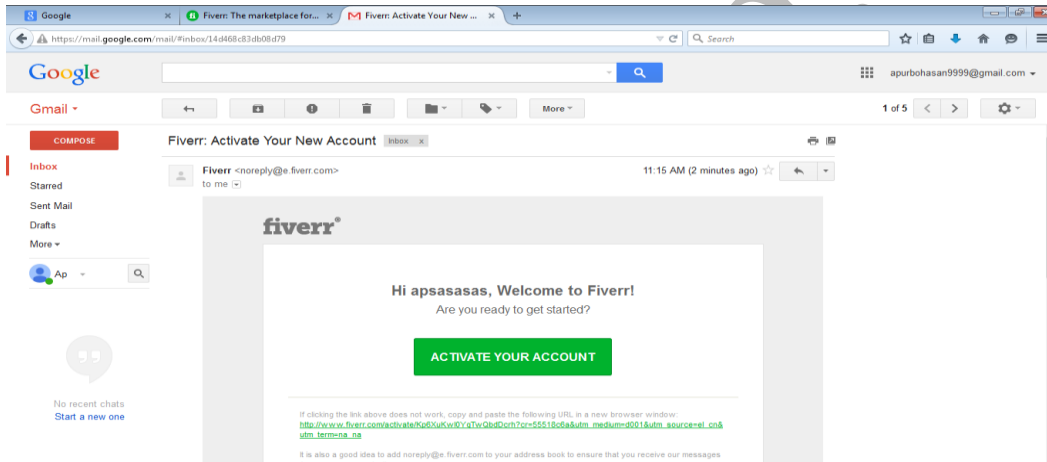 Google
Fiverr: The marketplace for...
Fiverr: Activate Your New ...
https://mail.google.com/mail/#inbox/14d468c83db08d79
Search
Google
apurbohasan9999@gmail.com
Gmail
More
1 of 5
COMPOSE
Fiverr: Activate Your New Account Inbox x
Inbox
Starred
Sent Mail
Drafts
More
Fiverr <noreply@e.fiverr.com>
11:15 AM (2 minutes ago)
to me
fiverr®
Ap
Hi apsasasas, Welcome to Fiverr!
Are you ready to get started?
ACTIVATE YOUR ACCOUNT
No recent chats
Start a new one
If clicking the link above does not work, copy and paste the following URL in a new browser window:
utm_term=na_na
It is also a good idea to add noreply@e.fiverr.com to your address book to ensure that you receive our messages